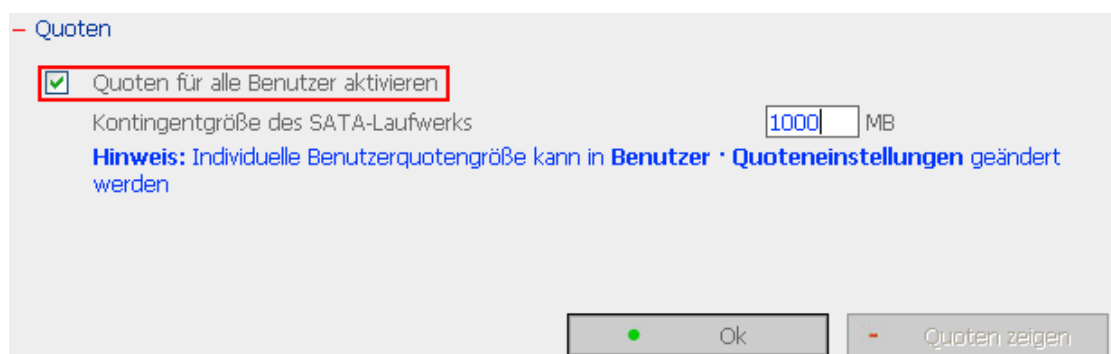 – Quoten
Quoten für alle Benutzer aktivieren
Kontingentgröße des SATA-Laufwerks 1000 MB
Hinweis: Individuelle Benutzerquotengröße kann in Benutzer · Quoteneinstellungen geändert
werden
Ok - Quoten zeigen